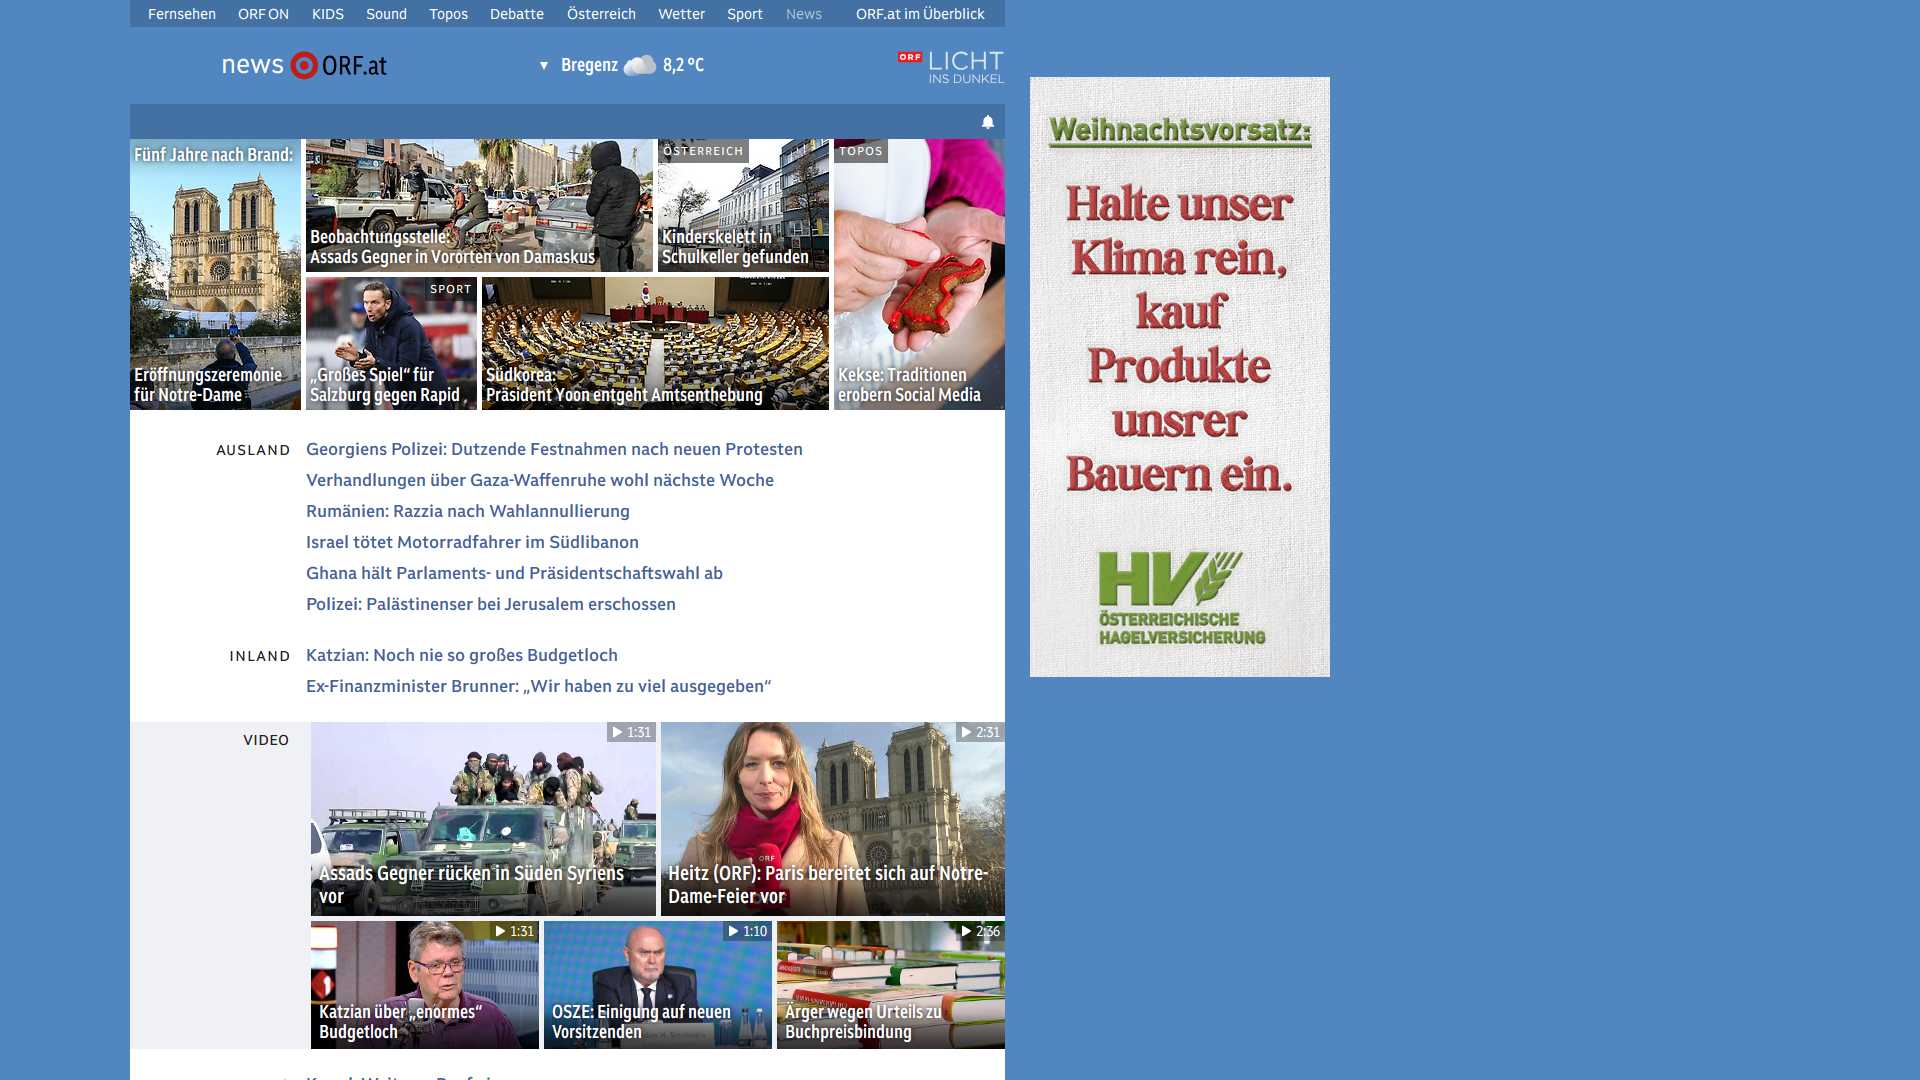 Fernsehen ORF ON KIDS Sound Topos Debatte Österreich Wetter Sport News ORF.at im Überblick
news ORF.at
▼ Bregenz 8,2 °C
ORF LICHT
INS DUNKEL
Fünf Jahre nach Brand:
Eröffnungszeremonie
für Notre-Dame
Beobachtungsstelle:
Assads Gegner in Vororten von Damaskus
ÖSTERREICH
Kinderskelett in
Schulkeller gefunden
TOPOS
Kekse: Traditionen
erobern Social Media
SPORT
„Großes Spiel“ für
Salzburg gegen Rapid
Südkorea:
Präsident Yoon entgeht Amtsenthebung
AUSLAND
Georgiens Polizei: Dutzende Festnahmen nach neuen Protesten
Verhandlungen über Gaza-Waffenruhe wohl nächste Woche
Rumänien: Razzia nach Wahlannullierung
Israel tötet Motorradfahrer im Südlibanon
Ghana hält Parlaments- und Präsidentschaftswahl ab
Polizei: Palästinenser bei Jerusalem erschossen
INLAND
Katzian: Noch nie so großes Budgetloch
Ex-Finanzminister Brunner: „Wir haben zu viel ausgegeben“
VIDEO
1:31
Assads Gegner rücken in Süden Syriens
vor
2:31
ORF
Heitz (ORF): Paris bereitet sich auf Notre-
Dame-Feier vor
1:31
Katzian über „enormes“
Budgetloch
1:10
OSZE: Einigung auf neuen
Vorsitzenden
2:36
Ärger wegen Urteils zu
Buchpreisbindung
Weihnachtsvorsatz:
Halte unser
Klima rein,
kauf
Produkte
unsrer
Bauern ein.
HV
ÖSTERREICHISCHE
HAGELVERSICHERUNG